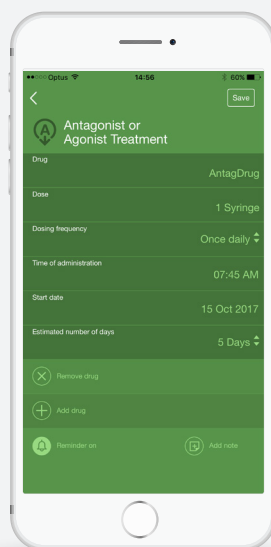 Optus 14:56 60%
Save
A
Antagonist or
Agonist Treatment
Drug
AntagDrug
Dose
1 Syringe
Dosing frequency
Once daily
Time of administration
07:45 AM
Start date
15 Oct 2017
Estimated number of days
5 Days
Remove drug
Add drug
Reminder on Add note